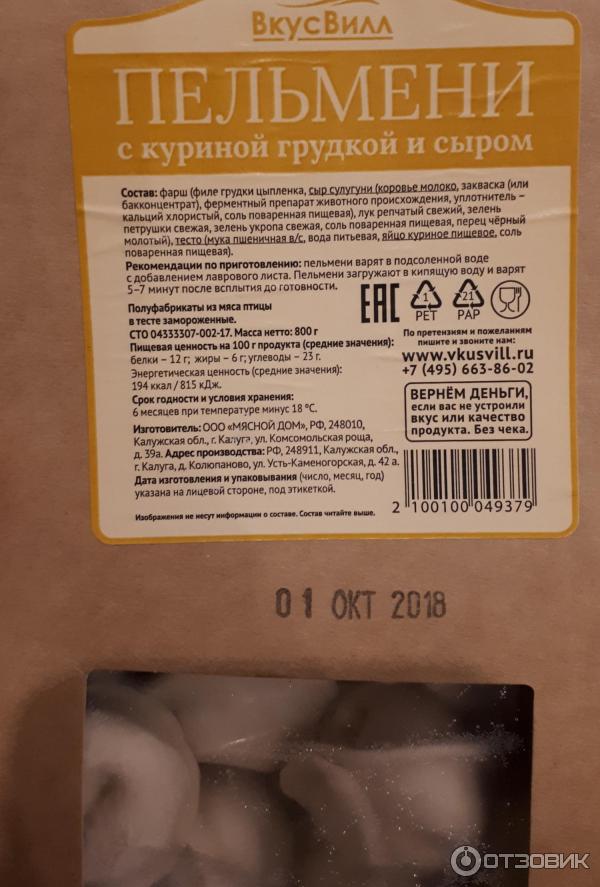 ВкусВилл
ПЕЛЬМЕНИ
с куриной грудкой и сыром
Состав: фарш (филе грудки цыпленка, сыр сулугуни (коровье молоко, закваска (или
бакконцентрат), ферментный препарат животного происхождения, уплотнитель –
кальций хлористый, соль поваренная пищевая), лук репчатый свежий, зелень
петрушки свежая, зелень укропа свежая, соль поваренная пищевая, перец чёрный
молотый), тесто (мука пшеничная в/с, вода питьевая, яйцо куриное пищевое, соль
поваренная пищевая).
Рекомендации по приготовлению: пельмени варят в подсоленной воде
с добавлением лаврового листа. Пельмени загружают в кипящую воду и варят
5–7 минут после всплытия до готовности.
Полуфабрикаты из мяса птицы
в тесте замороженные.
СТО 04333307-002-17. Масса нетто: 800 г
Пищевая ценность на 100 г продукта (средние значения):
белки – 12 г; жиры – 6 г; углеводы – 23 г.
Энергетическая ценность (средние значения):
194 ккал / 815 кДж.
Срок годности и условия хранения:
6 месяцев при температуре минус 18 °С.
Изготовитель: ООО «МЯСНОЙ ДОМ», РФ, 248010,
Калужская обл., г. Калуга, ул. Комсомольская роща,
д. 39а. Адрес производства: РФ, 248911, Калужская обл.,
г. Калуга, д. Колюпаново, ул. Усть-Каменогорская, д. 42 а.
Дата изготовления и упаковывания (число, месяц, год)
указана на лицевой стороне, под этикеткой.
Изображения не несут информации о составе. Состав читайте выше.
EAC
1
PET
21
PAP
По претензиям и пожеланиям
пишите и звоните:
www.vkusvill.ru
+7 (495) 663-86-02
ВЕРНЁМ ДЕНЬГИ,
если вас не устроили
вкус или качество
продукта. Без чека.
2 100100 049379
01 ОКТ 2018
ОТЗОВИК